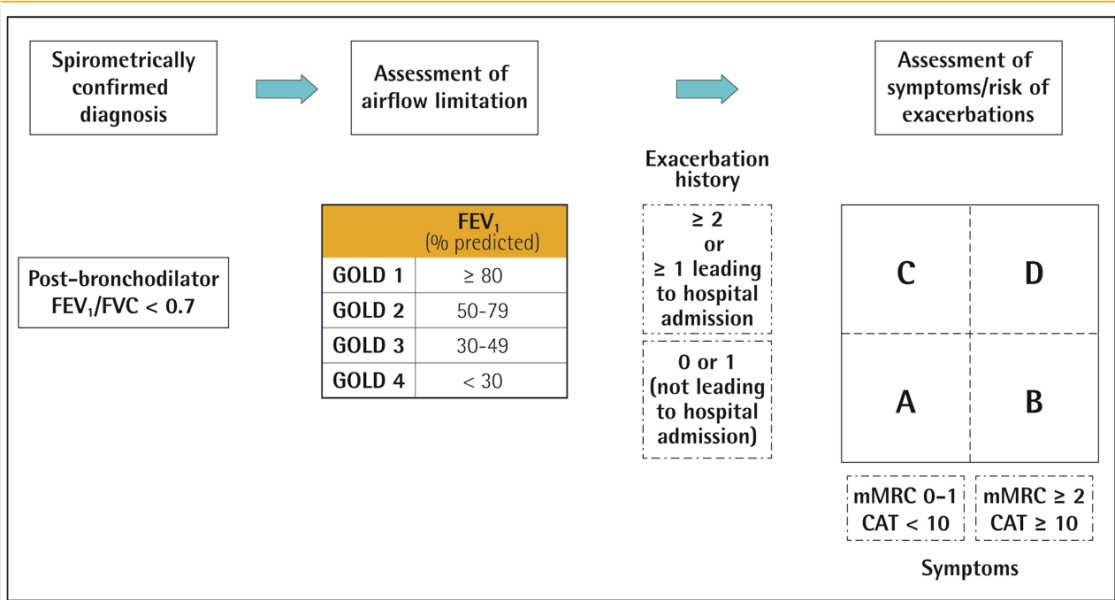 Spirometrically
confirmed
diagnosis
Assessment of
airflow limitation
Assessment of
symptoms/risk of
exacerbations
Post-bronchodilator
FEV₁/FVC < 0.7
FEV₁
(% predicted)
GOLD 1 ≥ 80
GOLD 2 50-79
GOLD 3 30-49
GOLD 4 < 30
Exacerbation
history
≥ 2
or
≥ 1 leading
to hospital
admission
0 or 1
(not leading
to hospital
admission)
C D
A B
mMRC 0-1
CAT < 10
mMRC ≥ 2
CAT ≥ 10
Symptoms